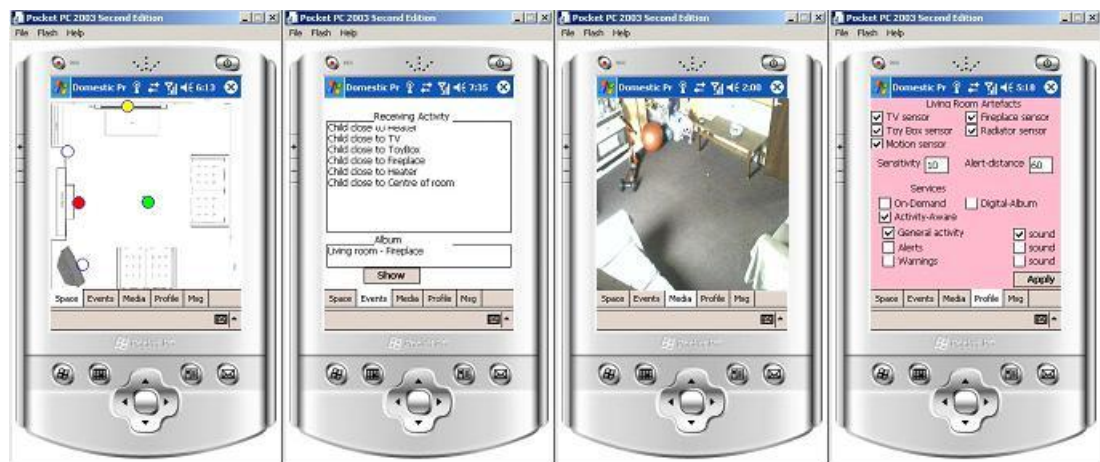 Pocket PC 2003 Second Edition
File Flash Help
Domestic Pr 6:13
Space Events Media Profile Msg
Pocket PC 2003 Second Edition
File Flash Help
Domestic Pr 7:35
Receiving Activity
Child close to Heater
Child close to TV
Child close to ToyBox
Child close to Fireplace
Child close to Heater
Child close to Centre of room
Album
Living room - Fireplace
Show
Space Events Media Profile Msg
Pocket PC 2003 Second Edition
File Flash Help
Domestic Pr 2:00
Space Events Media Profile Msg
Pocket PC 2003 Second Edition
File Flash Help
Domestic Pr 5:18
Living Room Artefacts
TV sensor Fireplace sensor
Toy Box sensor Radiator sensor
Motion sensor
Sensitivity 10 Alert-distance 60
Services
On-Demand Digital-Album
Activity-Aware
General activity sound
Alerts sound
Warnings sound
Apply
Space Events Media Profile Msg